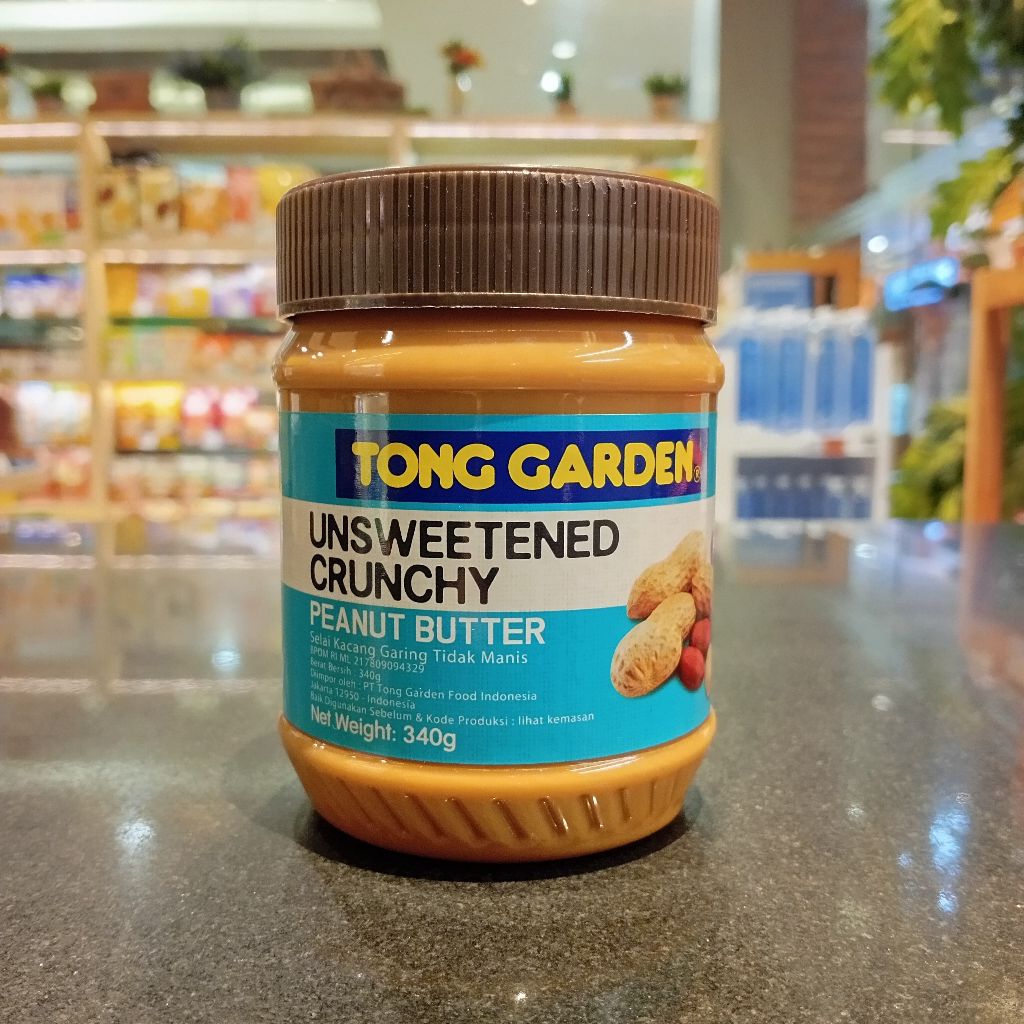 TONG GARDEN®
UNSWEETENED
CRUNCHY
PEANUT BUTTER
Selai Kacang Garing Tidak Manis
BPOM RI ML 217809094329
Berat Bersih : 340g
Diimpor oleh : PT Tong Garden Food Indonesia
Jakarta 12950 - Indonesia
Baik Digunakan Sebelum & Kode Produksi : lihat kemasan
Net Weight: 340g